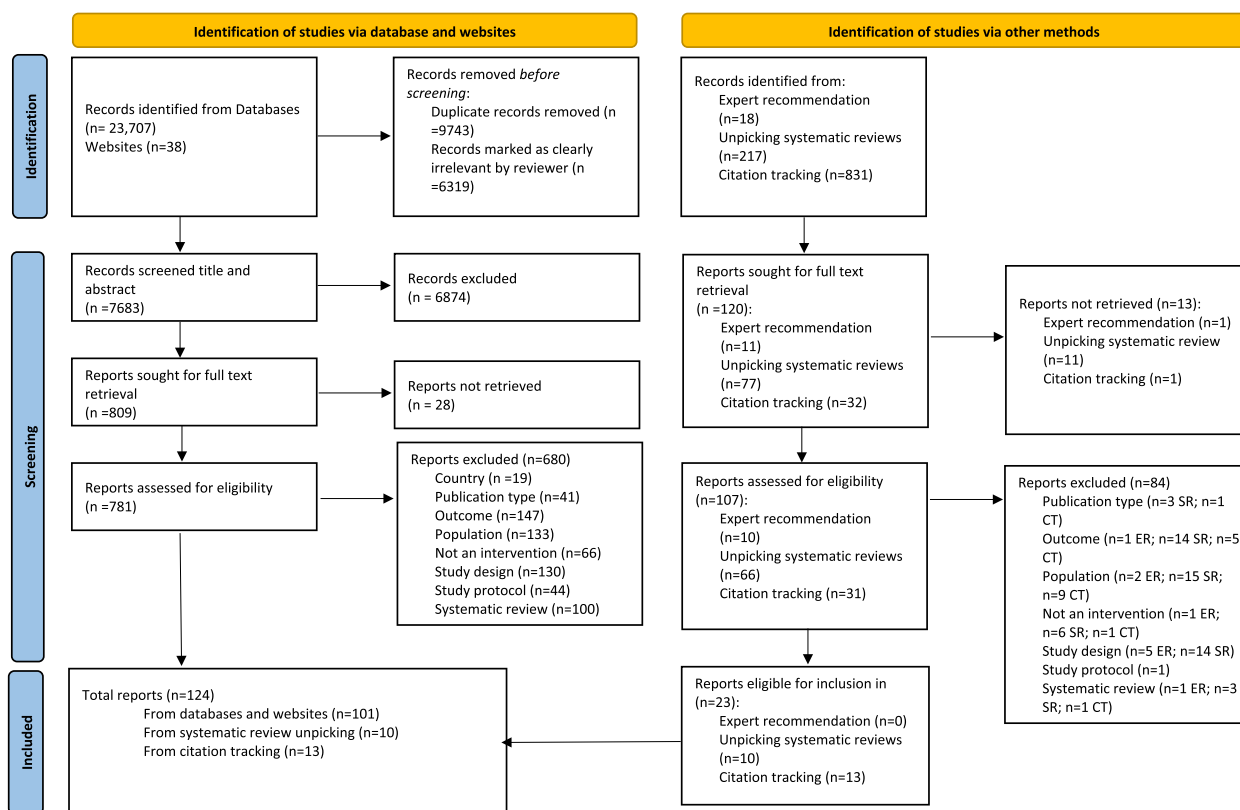 Identification of studies via database and websites
Identification of studies via other methods
Identification
Records identified from Databases
(n= 23,707)
Websites (n=38)
Records removed before
screening:
Duplicate records removed (n
=9743)
Records marked as clearly
irrelevant by reviewer (n
=6319)
Records identified from:
Expert recommendation
(n=18)
Unpicking systematic reviews
(n=217)
Citation tracking (n=831)
Screening
Records screened title and
abstract
(n =7683)
Records excluded
(n = 6874)
Reports sought for full text
retrieval
(n =809)
Reports not retrieved
(n = 28)
Reports assessed for eligibility
(n =781)
Reports excluded (n=680)
Country (n =19)
Publication type (n=41)
Outcome (n=147)
Population (n=133)
Not an intervention (n=66)
Study design (n=130)
Study protocol (n=44)
Systematic review (n=100)
Reports sought for full text
retrieval
(n =120):
Expert recommendation
(n=11)
Unpicking systematic reviews
(n=77)
Citation tracking (n=32)
Reports not retrieved (n=13):
Expert recommendation (n=1)
Unpicking systematic review
(n=11)
Citation tracking (n=1)
Reports assessed for eligibility
(n=107):
Expert recommendation
(n=10)
Unpicking systematic reviews
(n=66)
Citation tracking (n=31)
Reports excluded (n=84)
Publication type (n=3 SR; n=1
CT)
Outcome (n=1 ER; n=14 SR; n=5
CT)
Population (n=2 ER; n=15 SR;
n=9 CT)
Not an intervention (n=1 ER;
n=6 SR; n=1 CT)
Study design (n=5 ER; n=14 SR)
Study protocol (n=1)
Systematic review (n=1 ER; n=3
SR; n=1 CT)
Included
Total reports (n=124)
From databases and websites (n=101)
From systematic review unpicking (n=10)
From citation tracking (n=13)
Reports eligible for inclusion in
(n=23):
Expert recommendation (n=0)
Unpicking systematic reviews
(n=10)
Citation tracking (n=13)